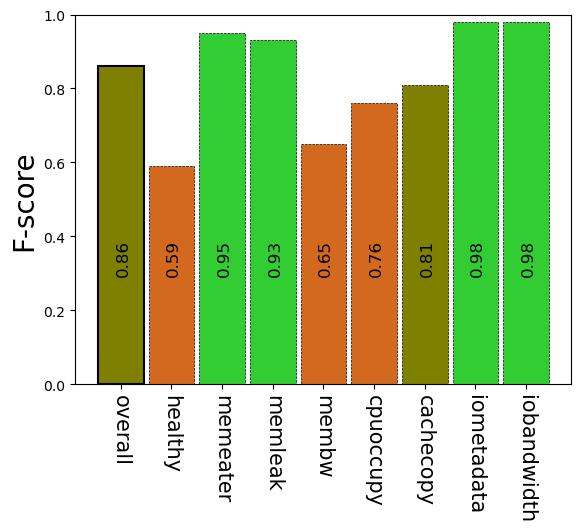 F-score
1.0
0.8
0.6
0.4
0.2
0.0
0.86
0.59
0.95
0.93
0.65
0.76
0.81
0.98
0.98
overall
healthy
memeater
memleak
membw
cpuoccupy
cachecopy
iometadata
iobandwidth